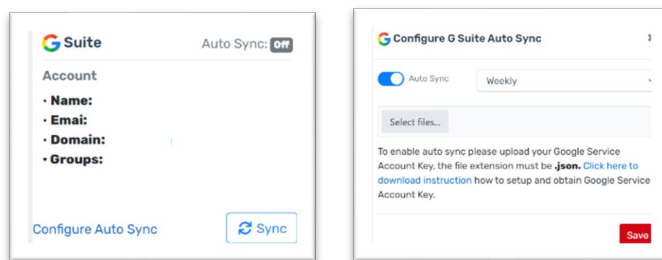 G Suite Auto Sync: Off
Account
· Name:
· Emai:
· Domain:
· Groups:
Configure Auto Sync Sync
Configure G Suite Auto Sync
Auto Sync Weekly
Select files...
To enable auto sync please upload your Google Service
Account Key, the file extension must be .json. Click here to
download instruction how to setup and obtain Google Service
Account Key.
Save